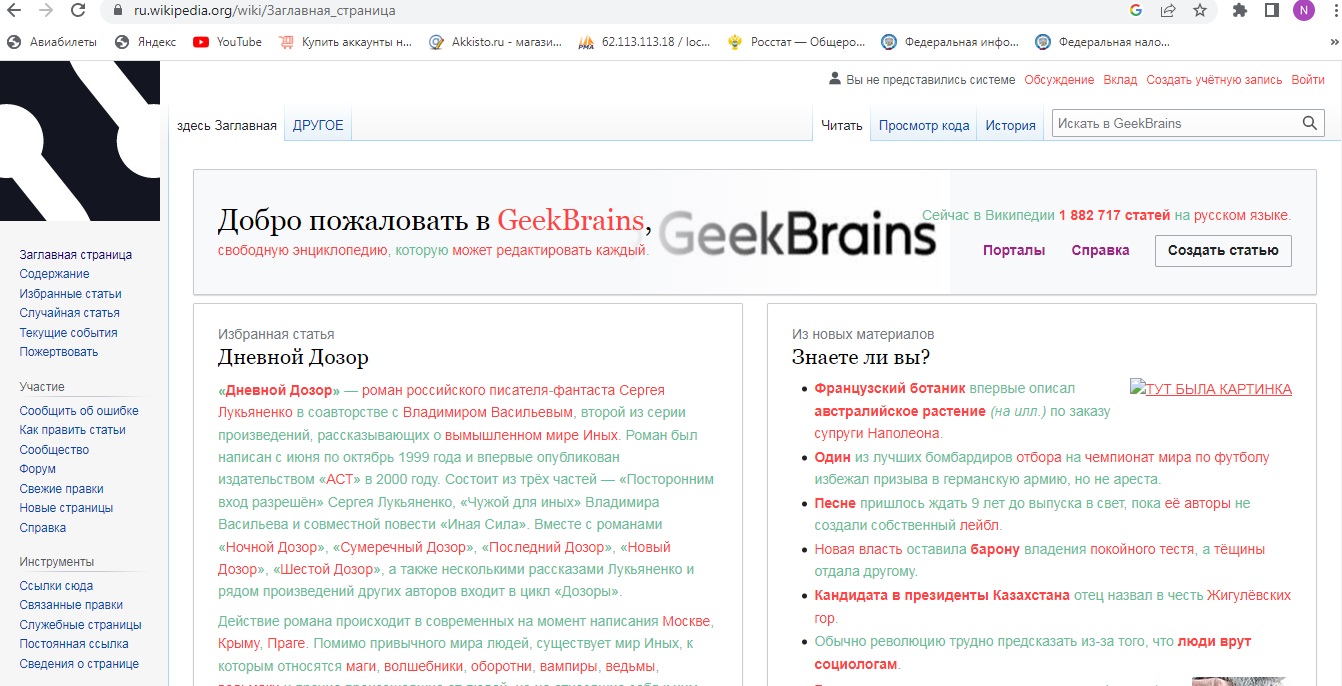 ru.wikipedia.org/wiki/Заглавная_страница
N
Авиабилеты
Яндекс
YouTube
Купить аккаунты н...
Akkisto.ru - магази...
PMA
62.113.113.18 / loc...
Росстат — Общеро...
Федеральная инфо...
Федеральная нало...
»
Вы не представились системе Обсуждение Вклад Создать учётную запись Войти
здесь Заглавная ДРУГОЕ
Читать Просмотр кода История Искать в GeekBrains
Добро пожаловать в GeekBrains,
свободную энциклопедию, которую может редактировать каждый.
GeekBrains
Сейчас в Википедии 1 882 717 статей на русском языке.
Порталы Справка Создать статью
Заглавная страница
Содержание
Избранные статьи
Случайная статья
Текущие события
Пожертвовать
Участие
Сообщить об ошибке
Как править статьи
Сообщество
Форум
Свежие правки
Новые страницы
Справка
Инструменты
Ссылки сюда
Связанные правки
Служебные страницы
Постоянная ссылка
Сведения о странице
Избранная статья
Дневной Дозор
«Дневной Дозор» — роман российского писателя-фантаста Сергея
Лукьяненко в соавторстве с Владимиром Васильевым, второй из серии
произведений, рассказывающих о вымышленном мире Иных. Роман был
написан с июня по октябрь 1999 года и впервые опубликован
издательством «АСТ» в 2000 году. Состоит из трёх частей — «Посторонним
вход разрешён» Сергея Лукьяненко, «Чужой для иных» Владимира
Васильева и совместной повести «Иная Сила». Вместе с романами
«Ночной Дозор», «Сумеречный Дозор», «Последний Дозор», «Новый
Дозор», «Шестой Дозор», а также несколькими рассказами Лукьяненко и
рядом произведений других авторов входит в цикл «Дозоры».
Действие романа происходит в современных на момент написания Москве,
Крыму, Праге. Помимо привычного мира людей, существует мир Иных, к
которым относятся маги, волшебники, оборотни, вампиры, ведьмы,
Из новых материалов
Знаете ли вы?
ТУТ БЫЛА КАРТИНКА
Французский ботаник впервые описал
австралийское растение (на илл.) по заказу
супруги Наполеона.
Один из лучших бомбардиров отбора на чемпионат мира по футболу
избежал призыва в германскую армию, но не ареста.
Песне пришлось ждать 9 лет до выпуска в свет, пока её авторы не
создали собственный лейбл.
Новая власть оставила барону владения покойного тестя, а тёщины
отдала другому.
Кандидата в президенты Казахстана отец назвал в честь Жигулёвских
гор.
Обычно революцию трудно предсказать из-за того, что люди врут
социологам.